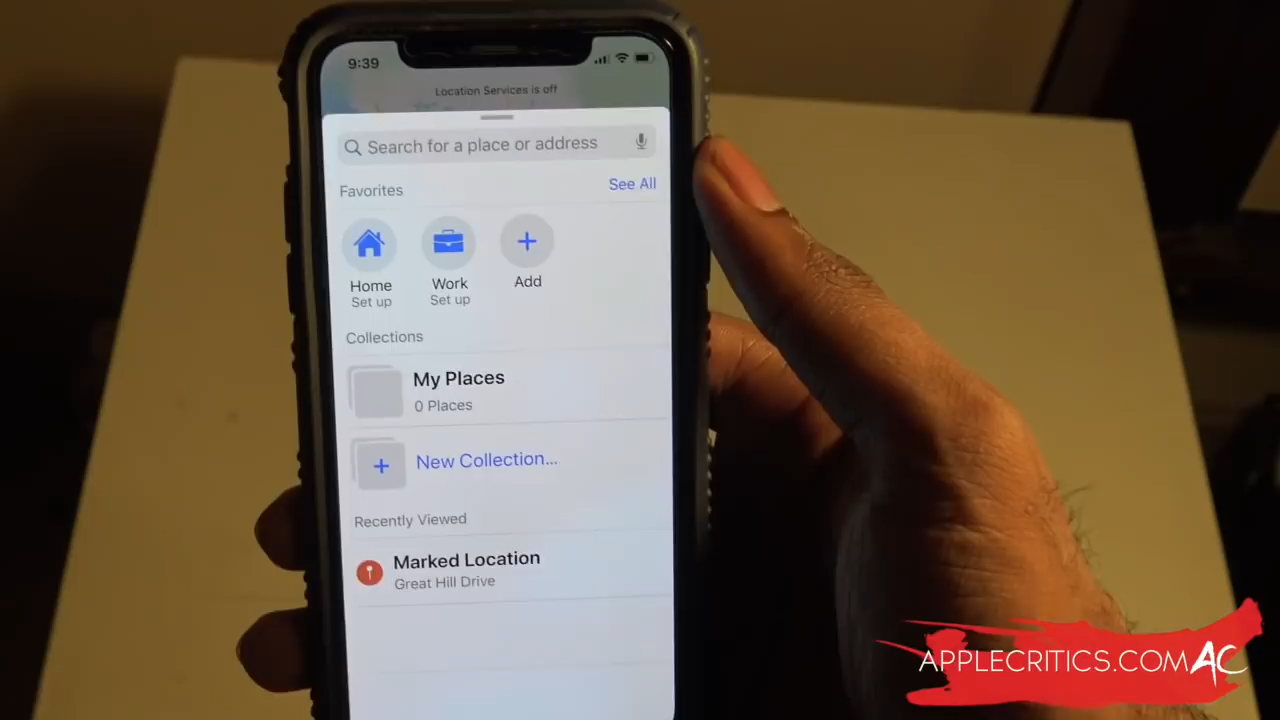 9:39
Location Services is off
Search for a place or address
Favorites
See All
Home
Set up
Work
Set up
Add
Collections
My Places
0 Places
New Collection...
Recently Viewed
Marked Location
Great Hill Drive
APPLECRITICS.COM AC